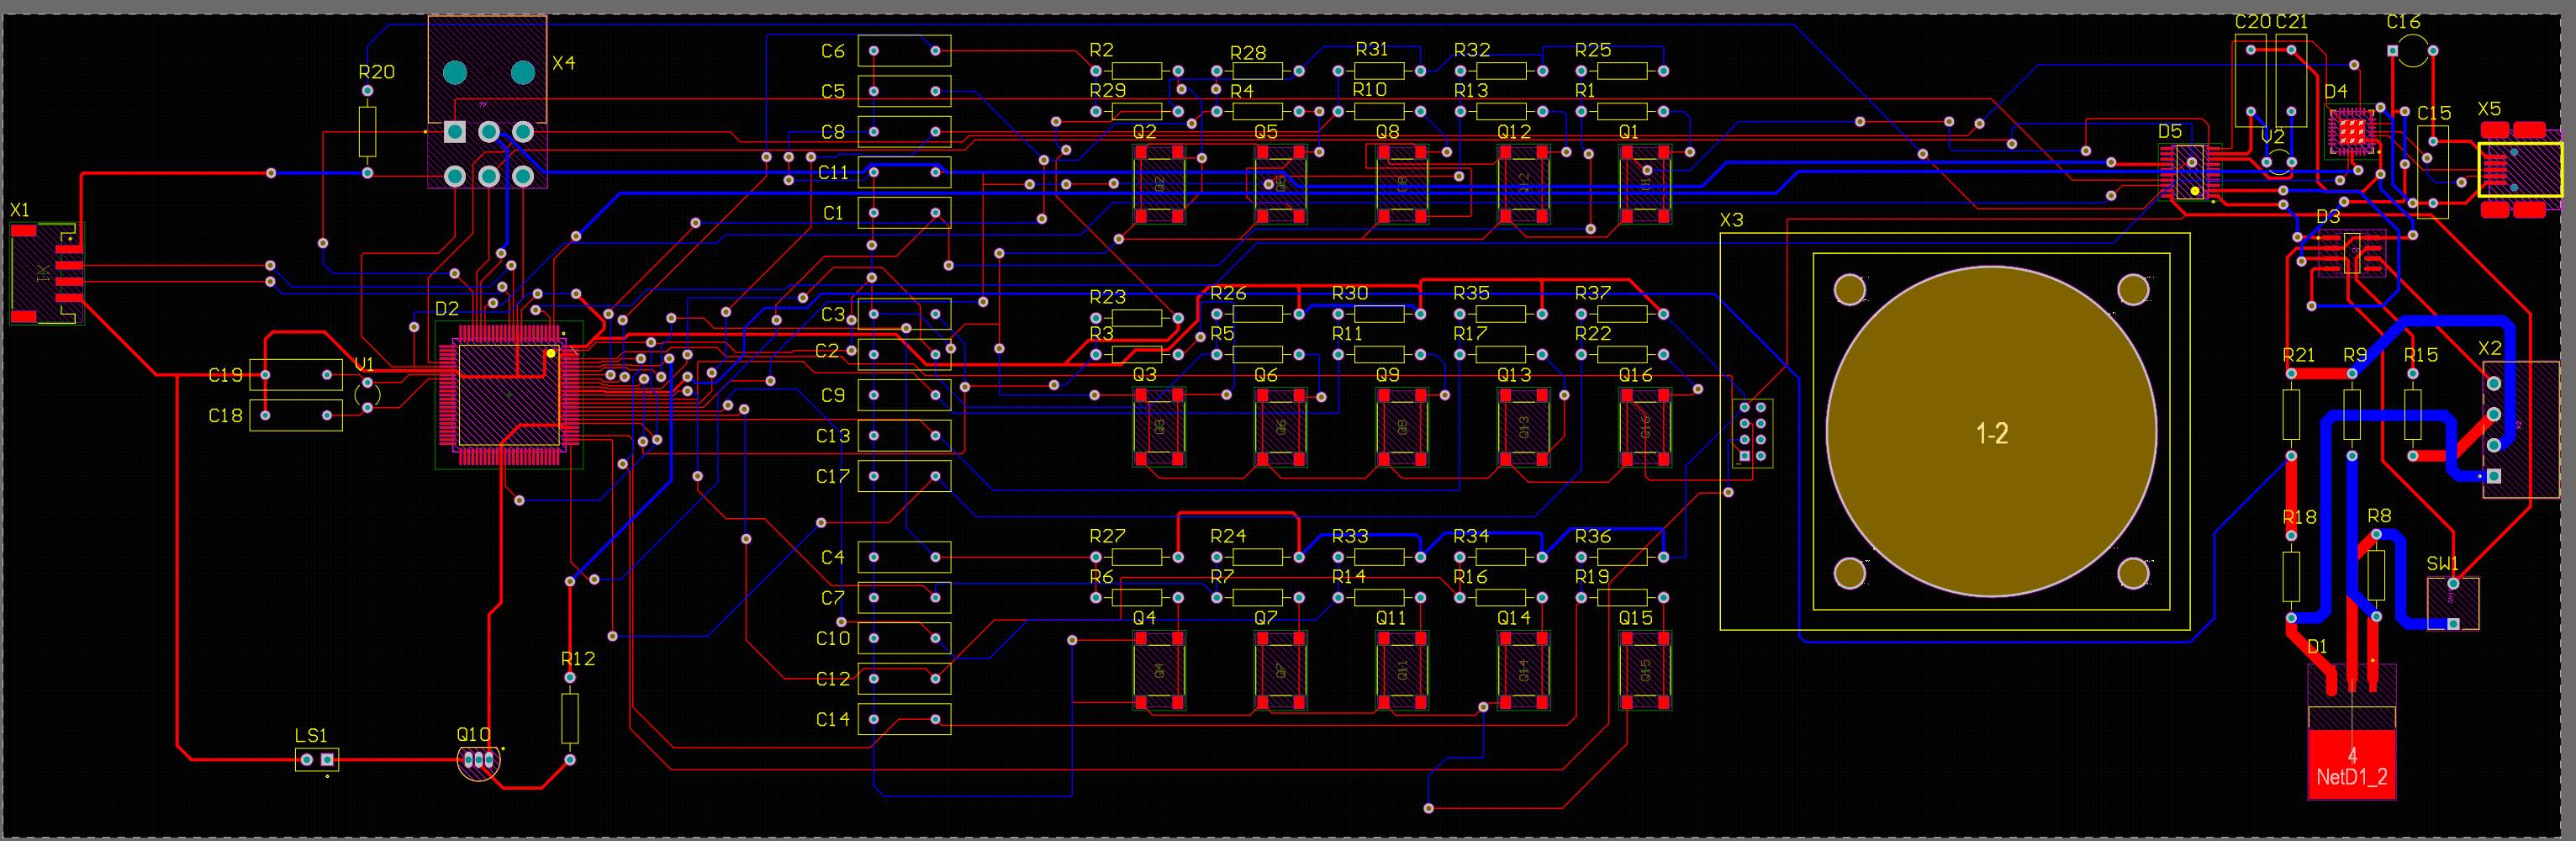 C20 C21 C16
R20 X4 C6 R2 R28 R31 R32 R25
C5 R29 R4 R10 R13 R1 D4 C15 X5
C8 Q2 Q5 Q8 Q12 Q1 D5 U2
C11
X1 C1 X3 D3
D2 C3 R23 R26 R30 R35 R37
C2 R3 R5 R11 R17 R22 R21 R9 R15 X2
C19 U1 C9 Q3 Q6 Q9 Q13 Q16
C18 C13 1-2
C17
C4 R27 R24 R33 R34 R36 R18 R8
C7 R6 R7 R14 R16 R19 SW1
C10 Q4 Q7 Q11 Q14 Q15
R12 C12 D1
LS1 Q10 C14
4
NetD1_2